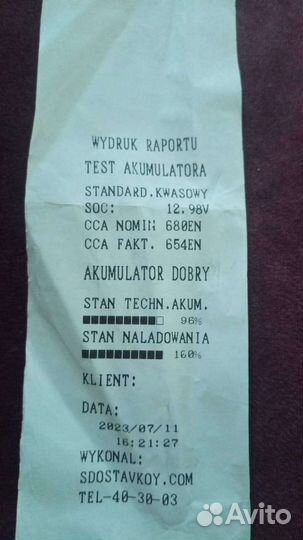 WYDRUK RAPORTU
TEST AKUMULATORA
STANDARD.KWASOWY
SOC: 12.98V
CCA NOMIN 680EN
CCA FAKT. 654EN
AKUMULATOR DOBRY
STAN TECHN.AKUM.
96%
STAN NALADOWANIA
100%
KLIENT:
DATA:
2023/07/11
16:21:27
WYKONAL:
SDOSTAVKOY.COM
TEL-40-30-03
Avito